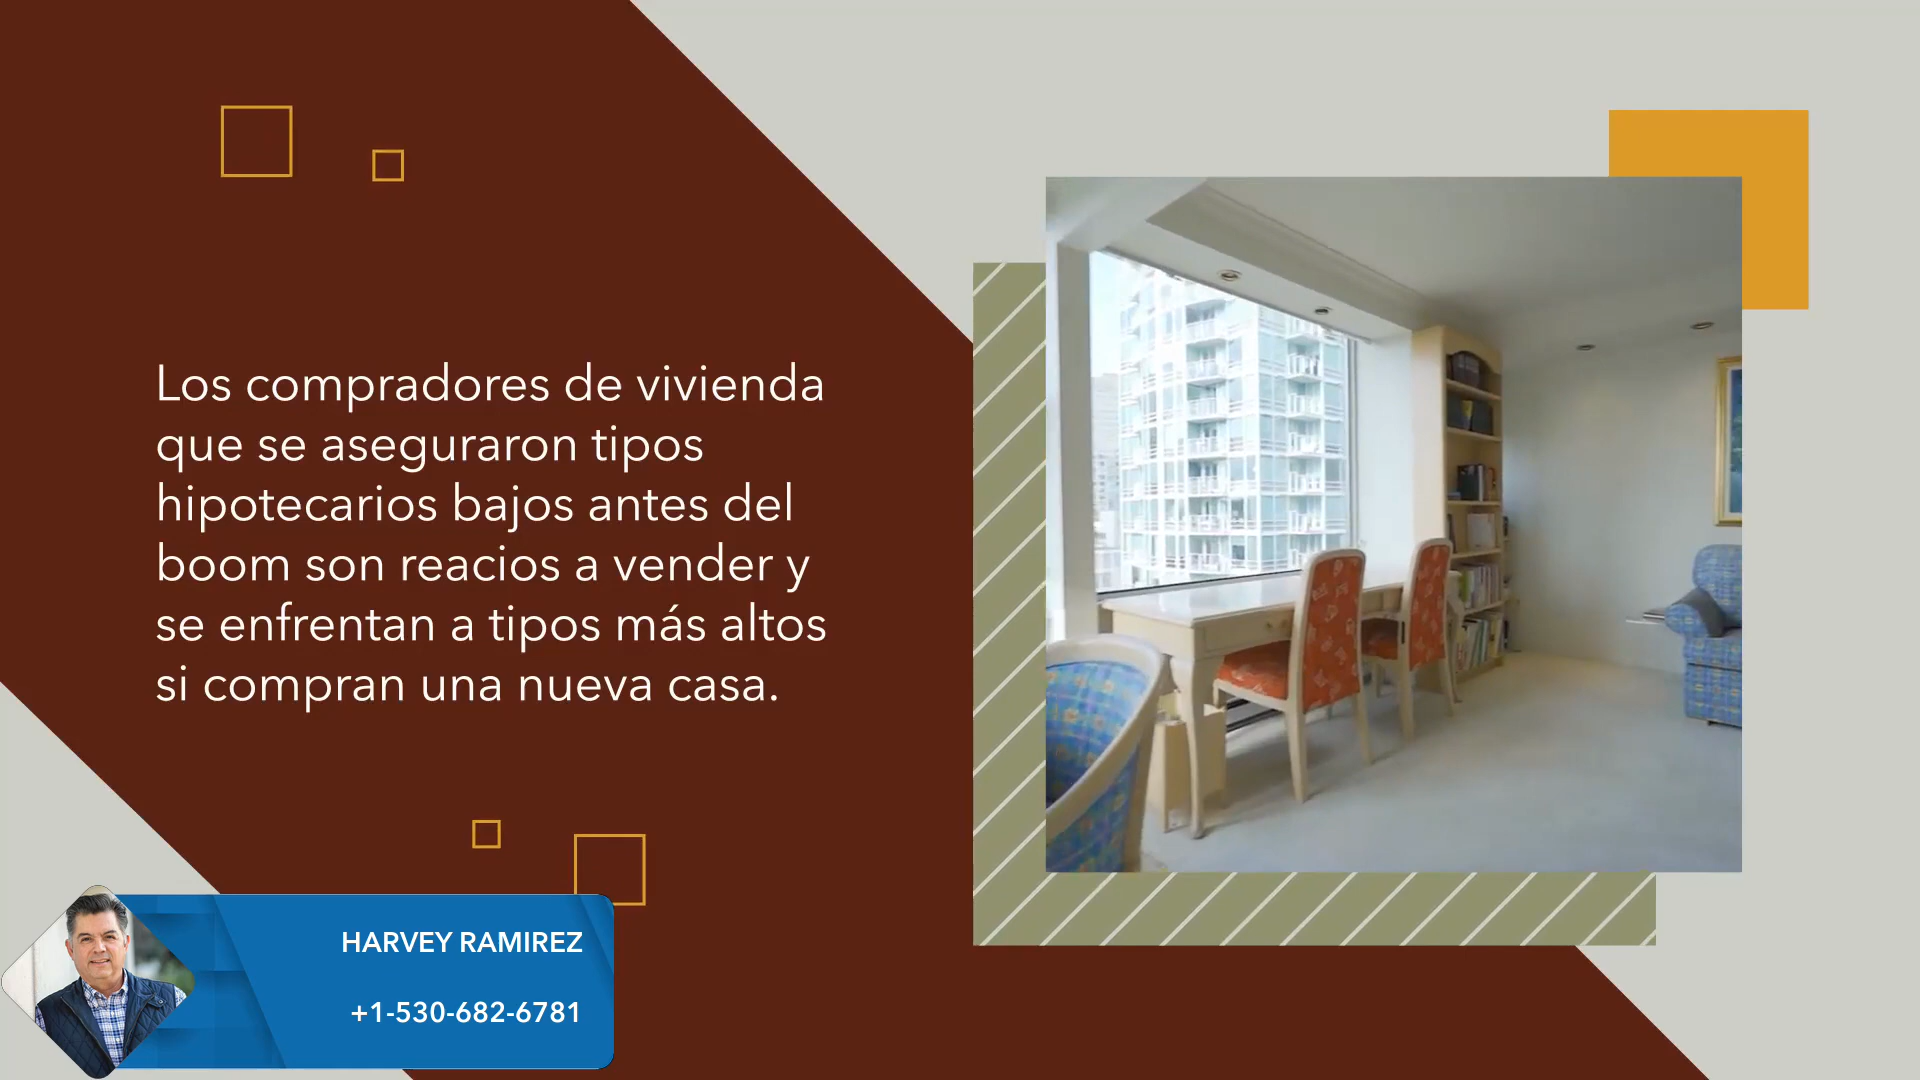 Los compradores de vivienda
que se aseguraron tipos
hipotecarios bajos antes del
boom son reacios a vender y
se enfrentan a tipos más altos
si compran una nueva casa.
HARVEY RAMIREZ
+1-530-682-6781